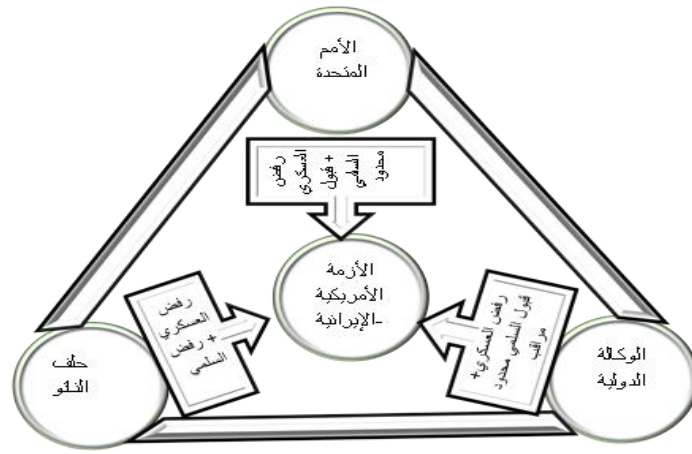 الأمم
المتحدة
رفض
العسكري
+ قبول
السلمي
محدود
الأزمة
الأمريكية
-الإيرانية
رفض
العسكري
+ رفض
السلمي
رفض العسكري+
قبول السلمي محدود
مراقب
حلف
الناتو
الوكالة
الدولية